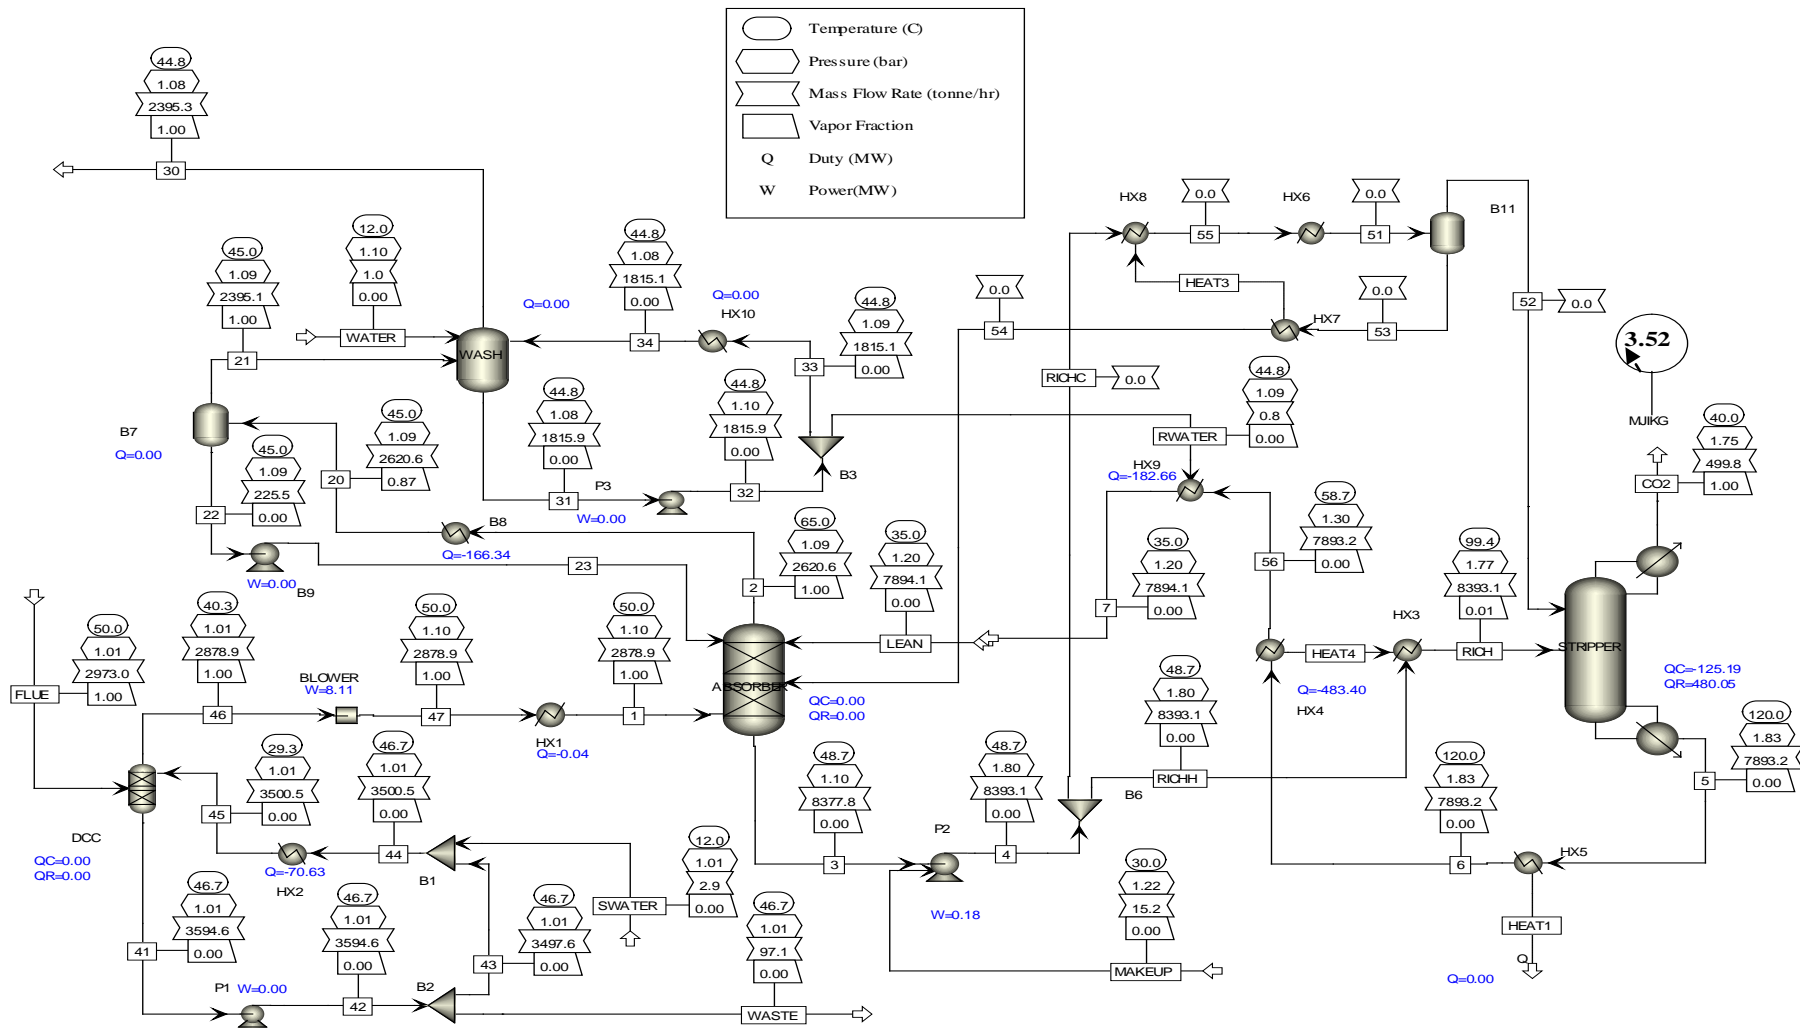 Temperature (C)
Pressure (bar)
Mass Flow Rate (tonne/hr)
Vapor Fraction
Q Duty (MW)
W Power(MW)
44.8
1.08
2395.3
1.00
30
12.0
1.10
1.0
0.00
WATER
45.0
1.09
2395.1
1.00
21
WASH
Q=0.00
44.8
1.08
1815.1
0.00
34
Q=0.00
HX10
44.8
1.09
1815.1
0.00
33
B7
Q=0.00
45.0
1.09
225.5
0.00
22
45.0
1.09
2620.6
0.87
20
44.8
1.08
1815.9
0.00
31
P3
W=0.00
44.8
1.10
1815.9
0.00
32
B3
B8
Q=-166.34
W=0.00
B9
23
65.0
1.09
2620.6
1.00
2
35.0
1.20
7894.1
0.00
LEAN
HX8
0.0
55
HX6
0.0
51
B11
HEAT3
0.0
54
HX7
0.0
53
52
0.0
RICHC
0.0
44.8
1.09
0.8
0.00
RWATER
HX9
Q=-182.66
35.0
1.20
7894.1
0.00
7
58.7
1.30
7893.2
0.00
56
3.52
MJ/KG
40.0
1.75
499.8
1.00
CO2
99.4
1.77
8393.1
0.01
RICH
HX3
HEAT4
Q=-483.40
HX4
STRIPPER
QC=-125.19
QR=480.05
120.0
1.83
7893.2
0.00
5
120.0
1.83
7893.2
0.00
6
HX5
HEAT1
Q
Q=0.00
48.7
1.80
8393.1
0.00
RICHH
B6
FLUE
50.0
1.01
2973.0
1.00
40.3
1.01
2878.9
1.00
46
BLOWER
W=8.11
50.0
1.10
2878.9
1.00
47
HX1
Q=-0.04
50.0
1.10
2878.9
1.00
1
ABSORBER
QC=0.00
QR=0.00
DCC
QC=0.00
QR=0.00
29.3
1.01
3500.5
0.00
45
HX2
Q=-70.63
46.7
1.01
3500.5
0.00
44
B1
12.0
1.01
2.9
0.00
SWATER
46.7
1.01
3594.6
0.00
41
P1
W=0.00
46.7
1.01
3594.6
0.00
42
B2
46.7
1.01
3497.6
0.00
43
46.7
1.01
97.1
0.00
WASTE
48.7
1.10
8377.8
0.00
3
P2
W=0.18
48.7
1.80
8393.1
0.00
4
30.0
1.22
15.2
0.00
MAKEUP